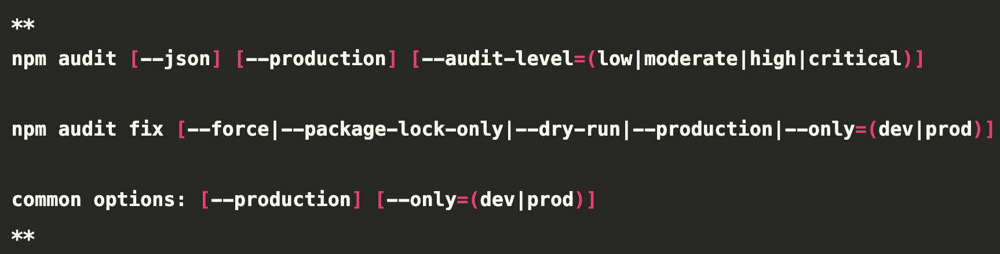 **
npm audit [--json] [--production] [--audit-level=(low|moderate|high|critical)]
npm audit fix [--force|--package-lock-only|--dry-run|--production|--only=(dev|prod)]
common options: [--production] [--only=(dev|prod)]
**